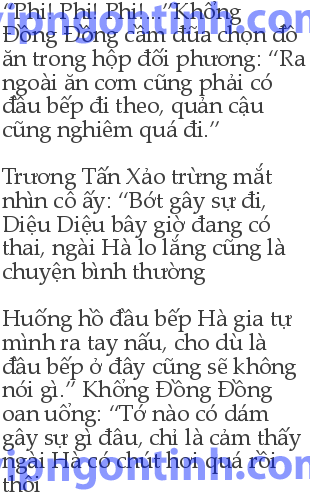 “Phi! Phi! Phi!...”Khổng
Đồng Đồng cầm đũa chọn đồ
ăn trong hộp đối phương: “Ra
ngoài ăn cơm cũng phải có
đầu bếp đi theo, quản cậu
cũng nghiêm quá đi.”
Trương Tấn Xảo trừng mắt
nhìn cô ấy: “Bớt gây sự đi,
Diệu Diệu bây giờ đang có
thai, ngài Hà lo lắng cũng là
chuyện bình thường
Huống hồ đầu bếp Hà gia tự
mình ra tay nấu, cho dù là
đầu bếp ở đây cũng sẽ không
nói gì.” Khổng Đồng Đồng
oan uổng: “Tớ nào có dám
gây sự gì đâu, chỉ là cảm thấy
ngài Hà có chút hơi quá rồi
thôi
vipngontinh.com
vipngontinh.com